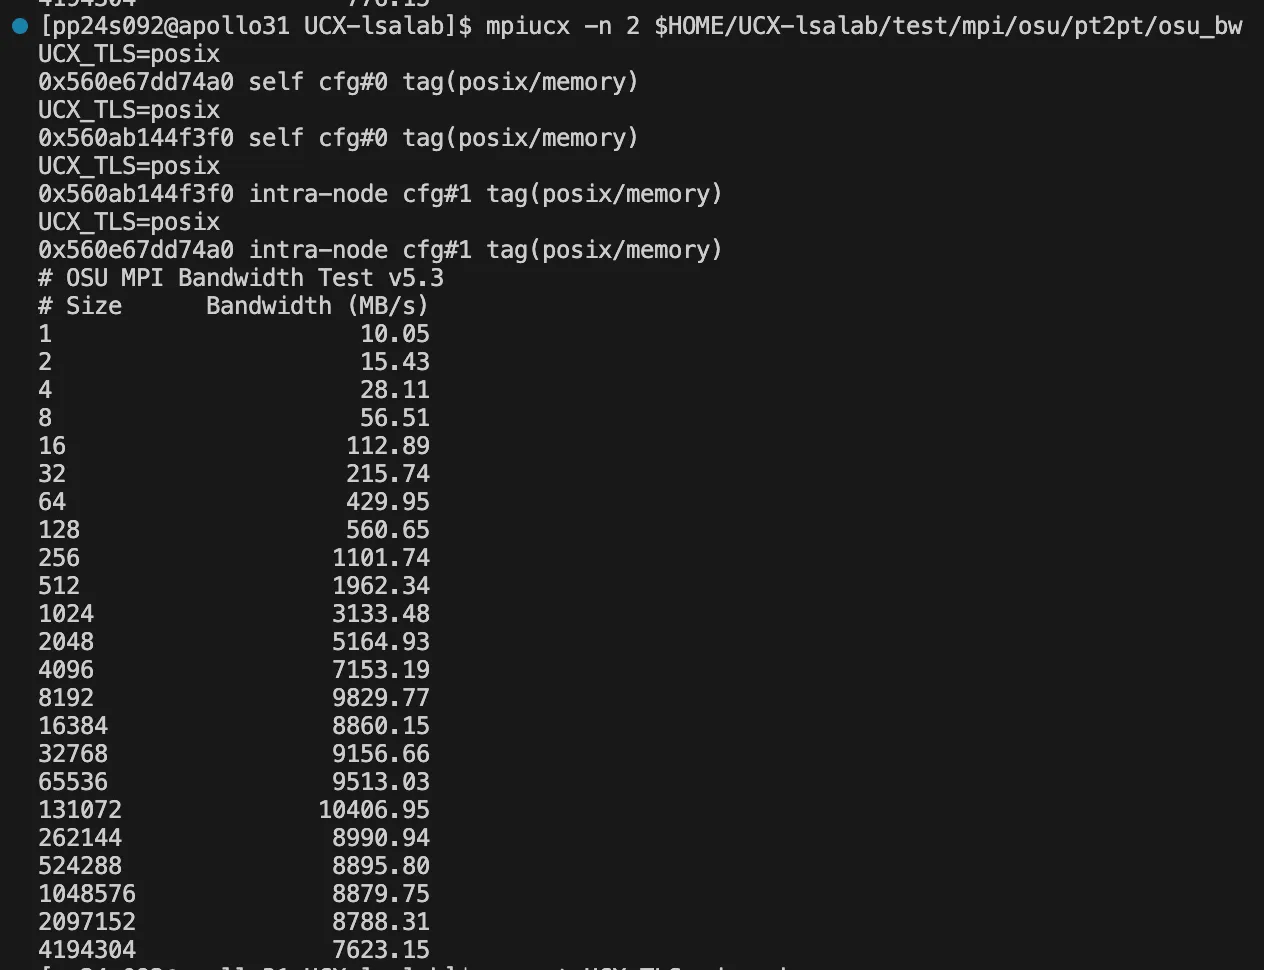 4194304 776.15
[pp24s092@apollo31 UCX-lsalab]$ mpiucx -n 2 $HOME/UCX-lsalab/test/mpi/osu/pt2pt/osu_bw
UCX_TLS=posix
0x560e67dd74a0 self cfg#0 tag(posix/memory)
UCX_TLS=posix
0x560ab144f3f0 self cfg#0 tag(posix/memory)
UCX_TLS=posix
0x560ab144f3f0 intra-node cfg#1 tag(posix/memory)
UCX_TLS=posix
0x560e67dd74a0 intra-node cfg#1 tag(posix/memory)
# OSU MPI Bandwidth Test v5.3
# Size Bandwidth (MB/s)
1 10.05
2 15.43
4 28.11
8 56.51
16 112.89
32 215.74
64 429.95
128 560.65
256 1101.74
512 1962.34
1024 3133.48
2048 5164.93
4096 7153.19
8192 9829.77
16384 8860.15
32768 9156.66
65536 9513.03
131072 10406.95
262144 8990.94
524288 8895.80
1048576 8879.75
2097152 8788.31
4194304 7623.15